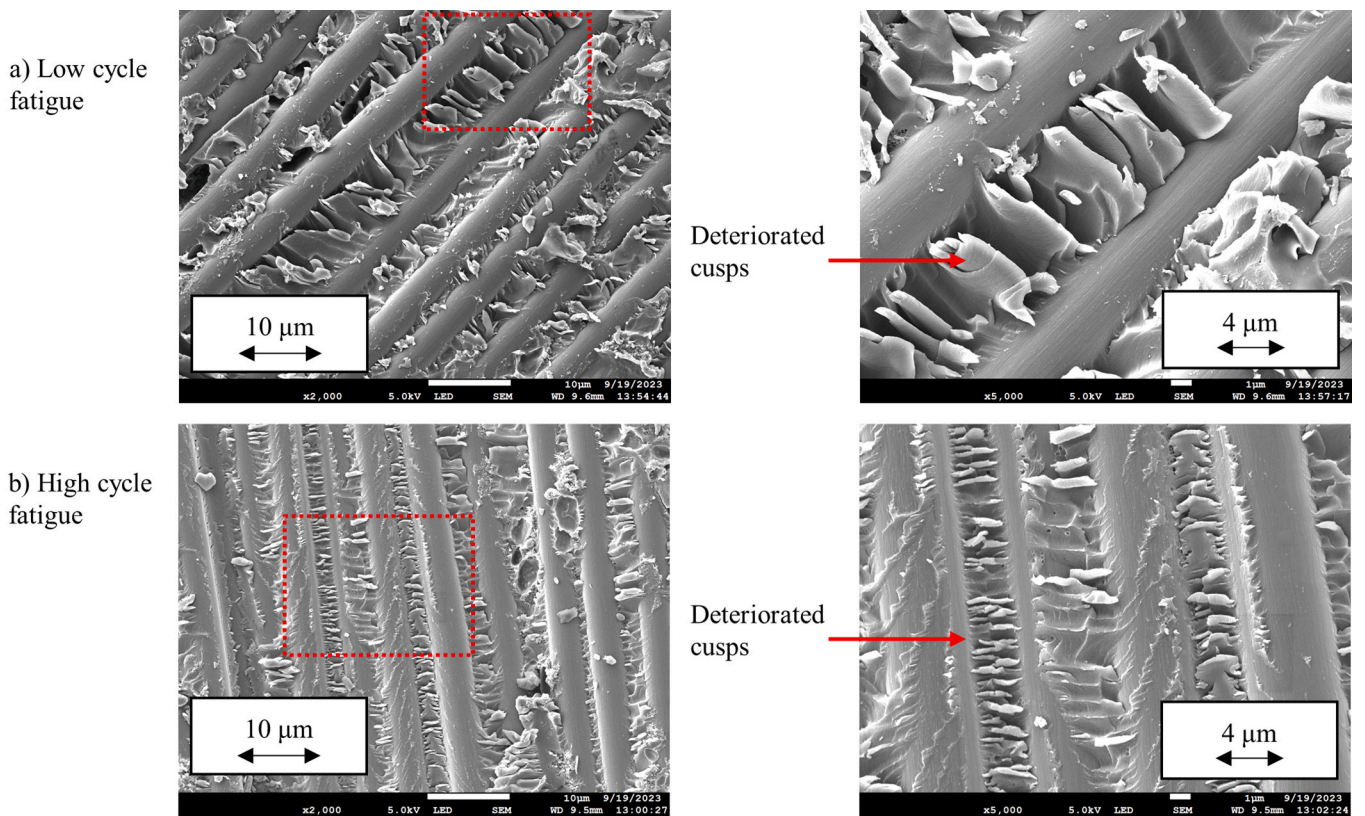 a) Low cycle
fatigue
10 μm
10μm 9/19/2023
x2,000 5.0kV LED SEM WD 9.6mm 13:54:44
Deteriorated
cusps
4 μm
1μm 9/19/2023
x5,000 5.0kV LED SEM WD 9.6mm 13:57:17
b) High cycle
fatigue
10 μm
10μm 9/19/2023
x2,000 5.0kV LED SEM WD 9.5mm 13:00:27
Deteriorated
cusps
4 μm
1μm 9/19/2023
x5,000 5.0kV LED SEM WD 9.5mm 13:02:24